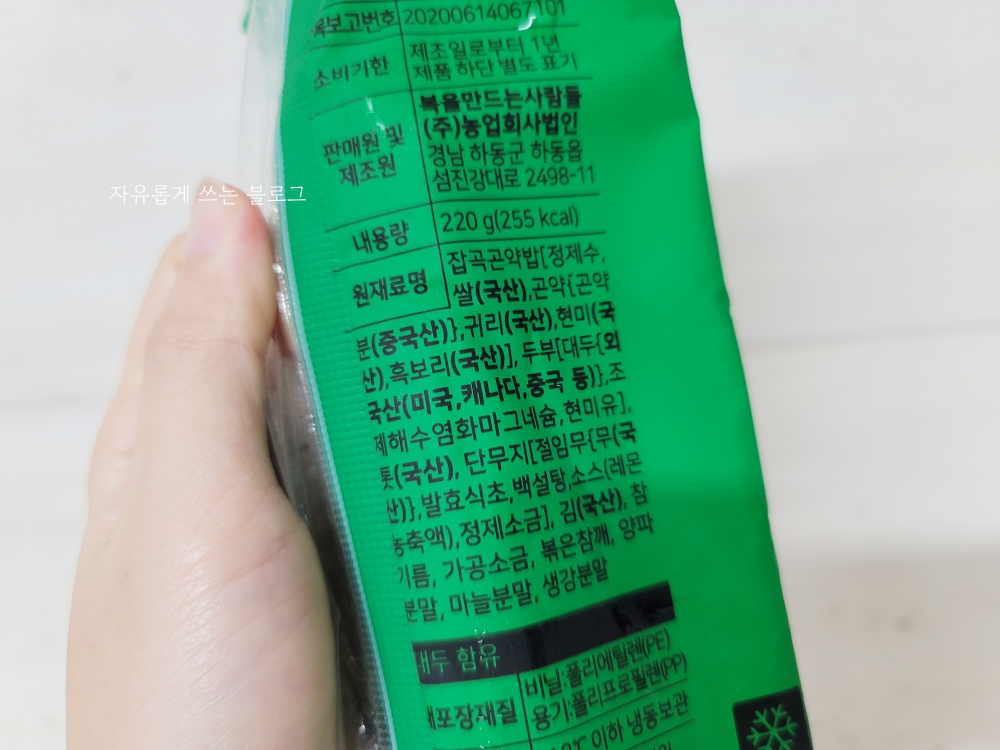 목보고번호 20200614067101
소비기한 제조일로부터 1년
제품 하단 별도 표기
판매원 및
제조원
복을만드는사람들
(주)농업회사법인
경남 하동군 하동읍
섬진강대로 2498-11
자유롭게 쓰는 블로그
내용량 220 g(255 kcal)
원재료명
잡곡곤약밥[정제수,
쌀(국산),곤약{곤약
분(중국산)},귀리(국산),현미(국
산),흑보리(국산)], 두부[대두{외
국산(미국,캐나다,중국 등)},조
제해수염화마그네슘,현미유],
톳(국산), 단무지[절임무{무(국
산)},발효식초,백설탕,소스(레몬
농축액),정제소금], 김(국산), 참
기름, 가공소금, 볶은참깨, 양파
분말, 마늘분말, 생강분말
대두 함유
포장재질
비닐:폴리에틸렌(PE)
용기:폴리프로필렌(PP)
이하 냉동보관